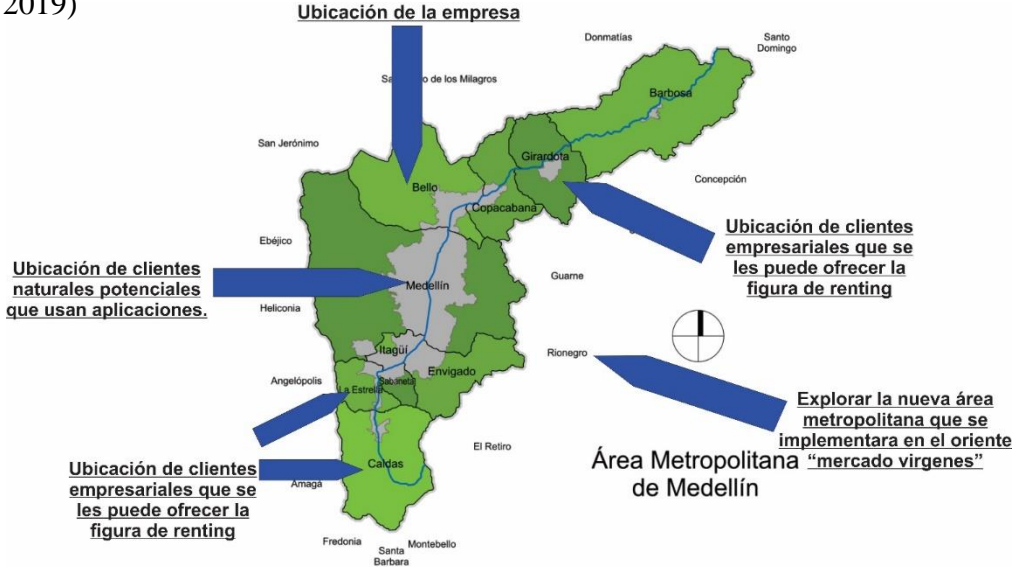 2019)
Ubicación de la empresa
Donmatías
Santo
Domingo
o de los Milagros
Barbosa
San Jerónimo
Girardota
Concepción
Bello
Copacabana
Ubicación de clientes
empresariales que se
les puede ofrecer la
figura de renting
Ebéjico
Ubicación de clientes
naturales potenciales
que usan aplicaciones.
Guarne
Medellín
Heliconia
Itagüí
Rionegro
Envigado
Angelópolis
La Estrella
Sabaneta
Explorar la nueva área
metropolitana que se
implementara en el oriente
“mercado virgenes”
El Retiro
Área Metropolitana
de Medellín
Ubicación de clientes
empresariales que se
les puede ofrecer la
figura de renting
Caldas
Amagá
Fredonia
Santa
Barbara
Montebello